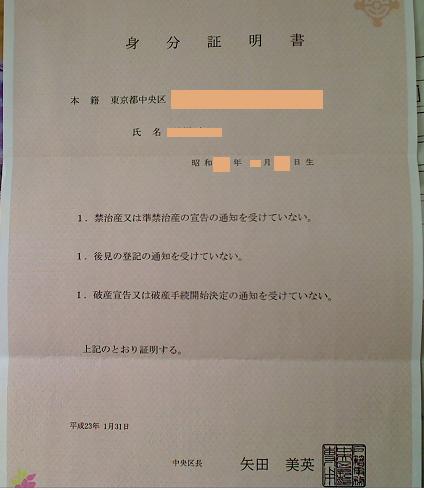 身分証明書
本籍 東京都中央区
氏名
昭和 年 月 日生
1. 禁治産又は準禁治産の宣告の通知を受けていない。
1. 後見の登記の通知を受けていない。
1. 破産宣告又は破産手続開始決定の通知を受けていない。
上記のとおり証明する。
平成23年 1月31日
中央区長 矢田 美英